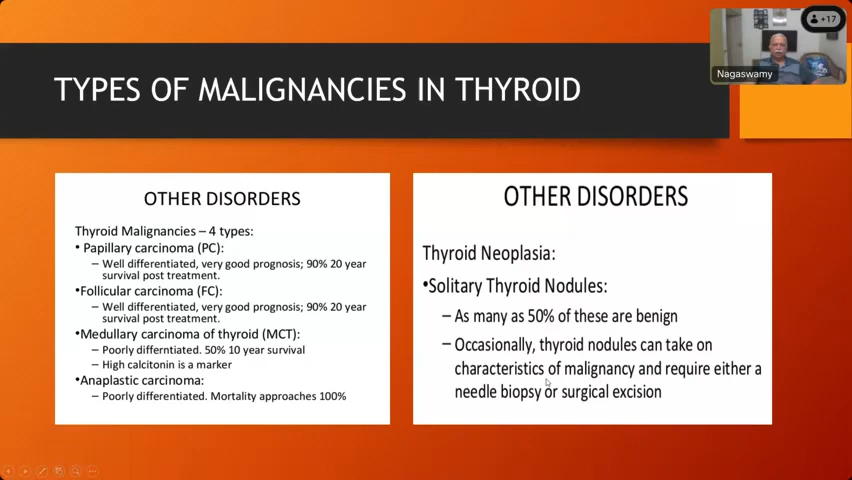 +17
Nagaswamy
TYPES OF MALIGNANCIES IN THYROID
OTHER DISORDERS
Thyroid Malignancies – 4 types:
• Papillary carcinoma (PC):
– Well differentiated, very good prognosis; 90% 20 year
survival post treatment.
•Follicular carcinoma (FC):
– Well differentiated, very good prognosis; 90% 20 year
survival post treatment.
•Medullary carcinoma of thyroid (MCT):
– Poorly differntiated. 50% 10 year survival
– High calcitonin is a marker
•Anaplastic carcinoma:
– Poorly differentiated. Mortality approaches 100%
OTHER DISORDERS
Thyroid Neoplasia:
•Solitary Thyroid Nodules:
– As many as 50% of these are benign
– Occasionally, thyroid nodules can take on
characteristics of malignancy and require either a
needle biopsy or surgical excision